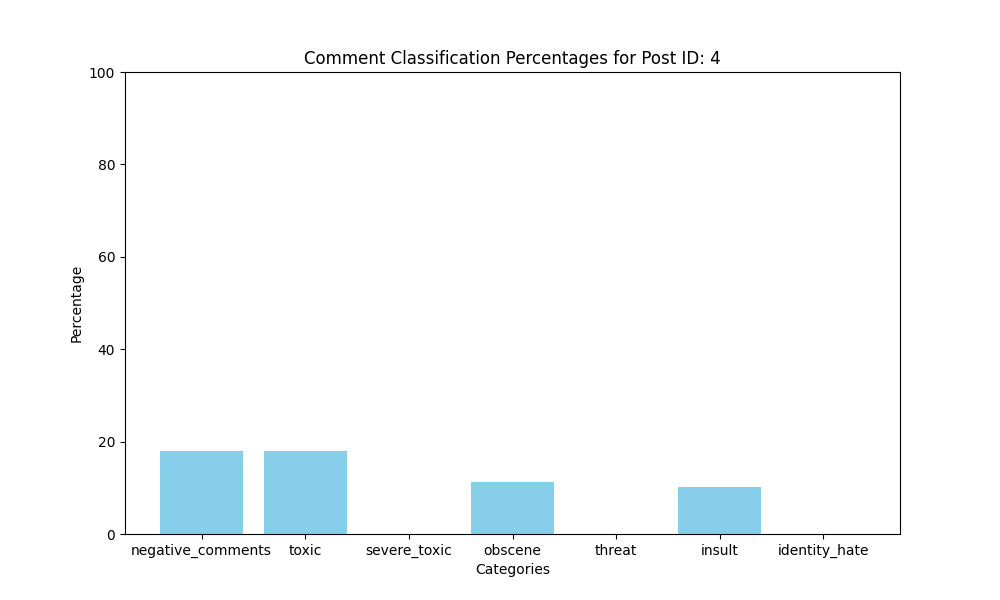 Comment Classification Percentages for Post ID: 4
100
80
60
40
20
0
Percentage
negative_comments toxic severe_toxic obscene threat insult identity_hate
Categories